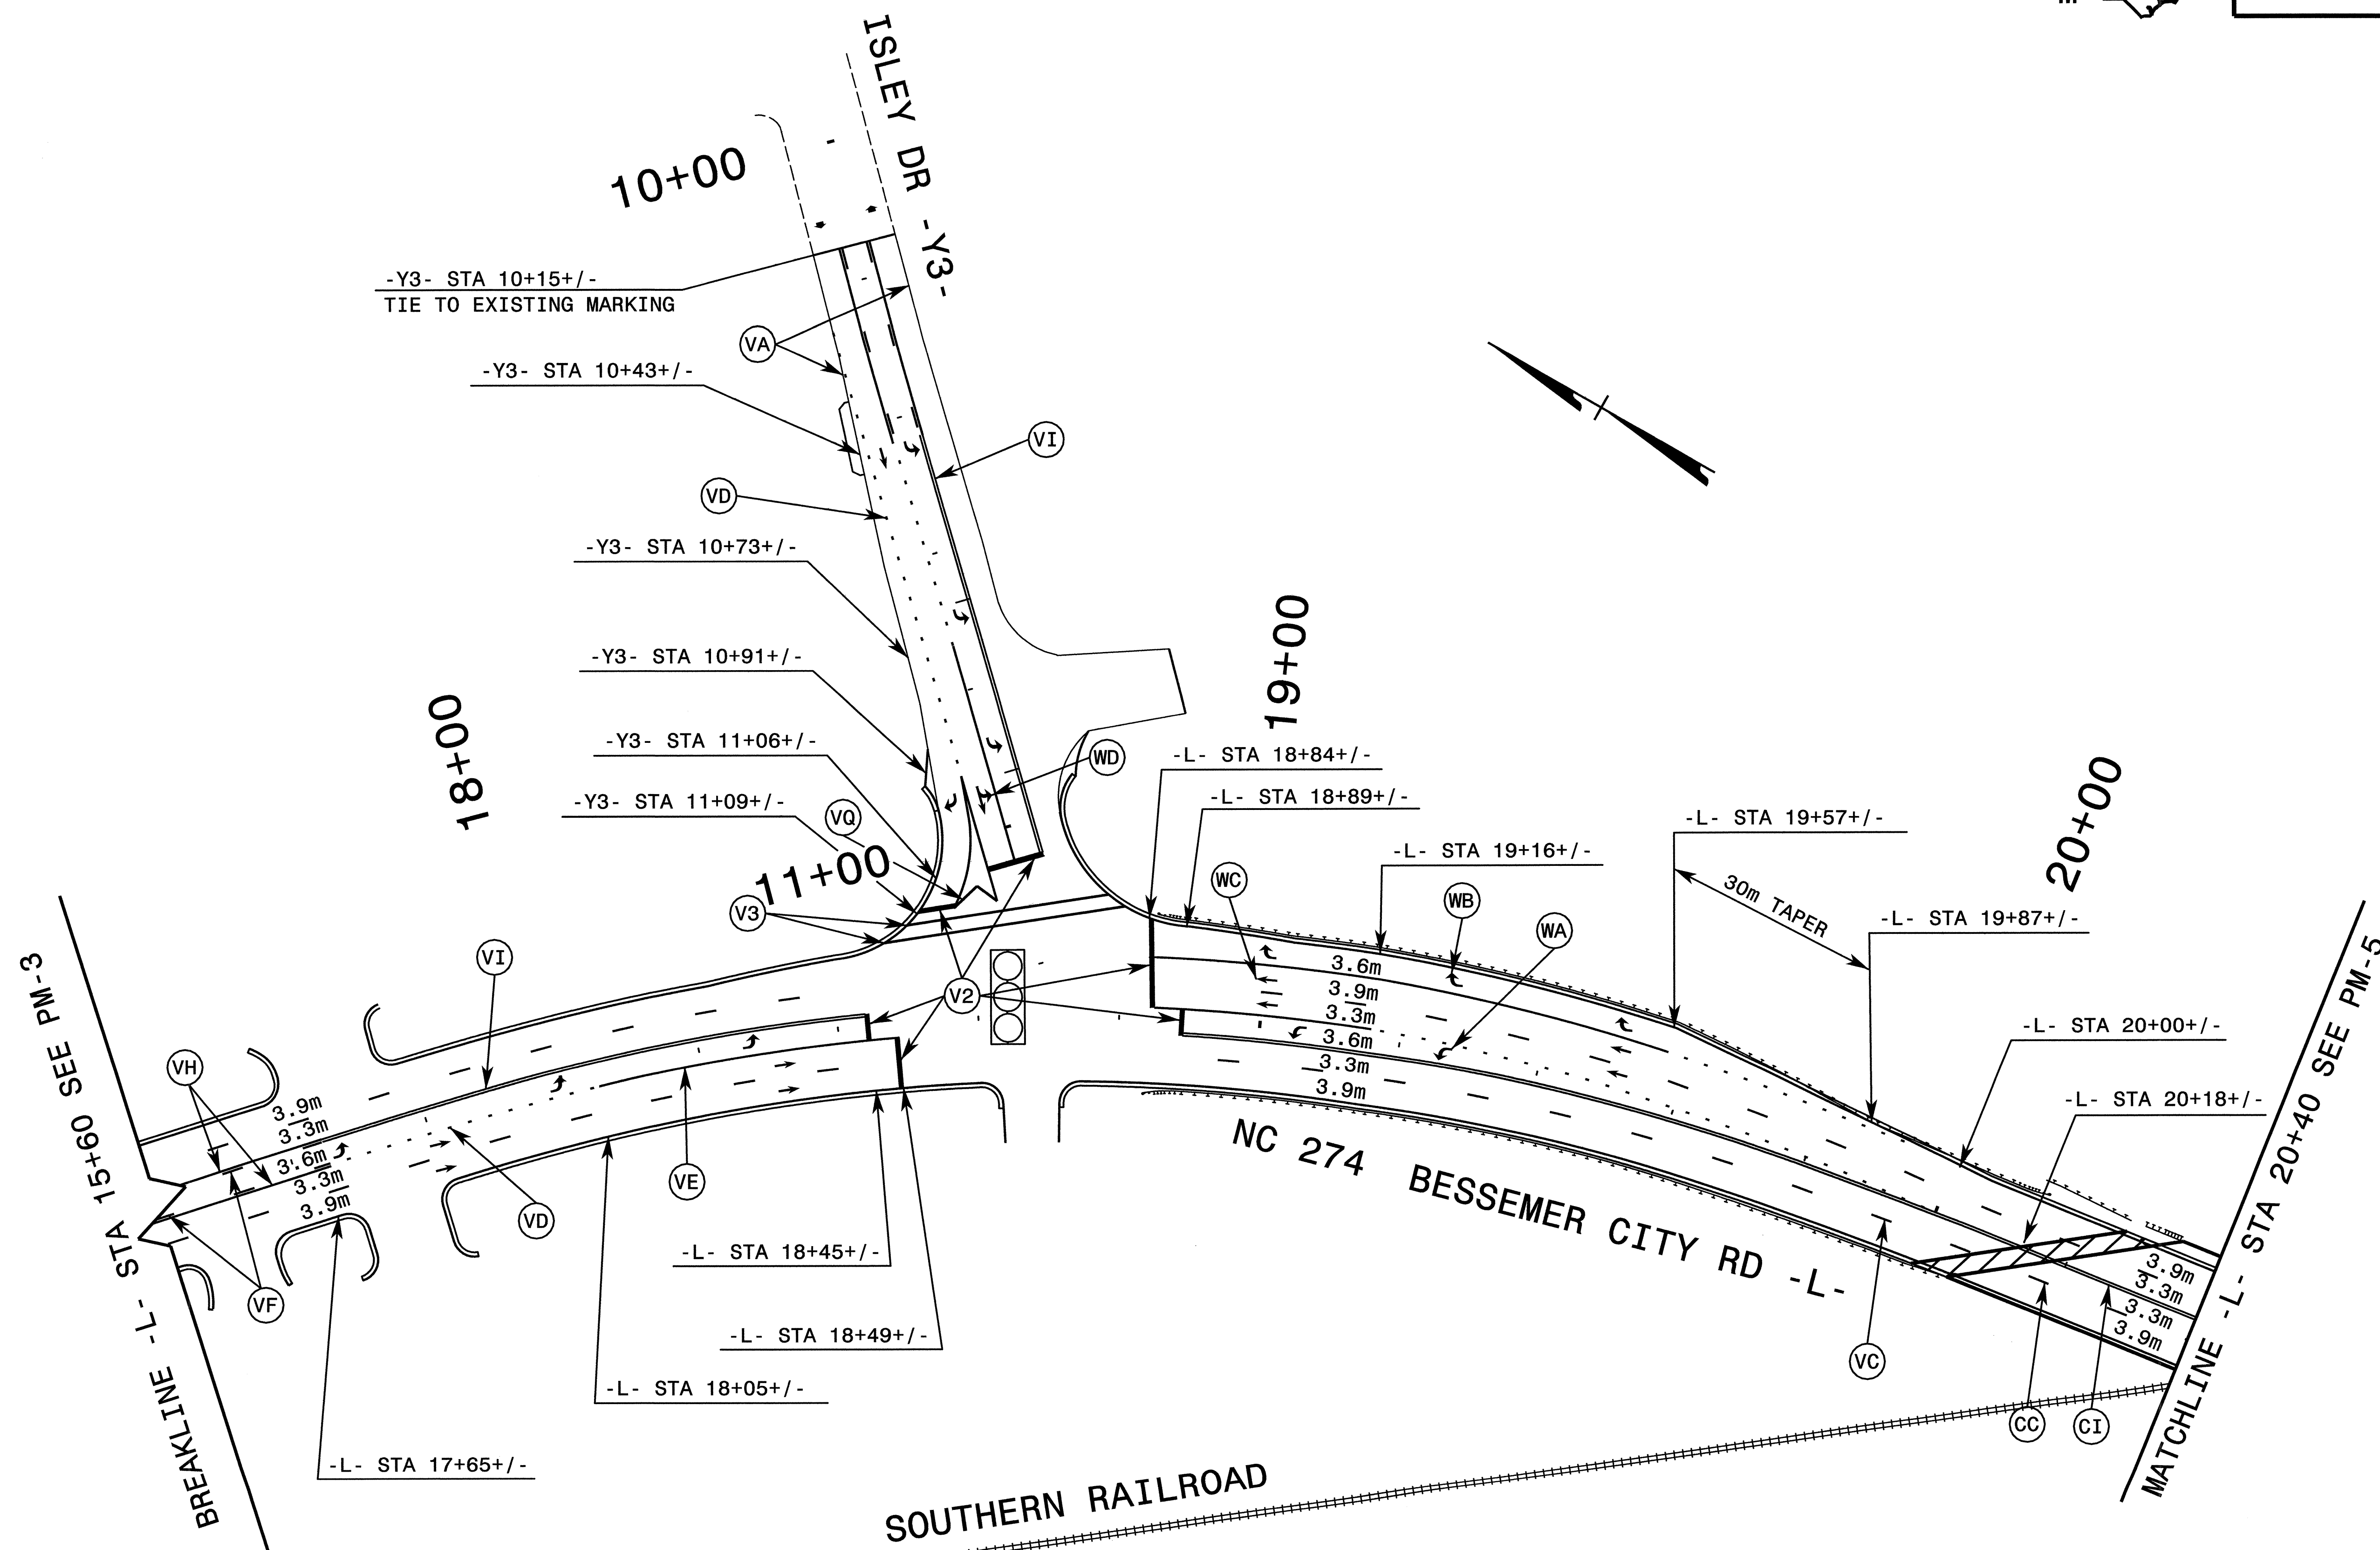 ISLEY DR -Y3-
10+00
-Y3- STA 10+15+/-
TIE TO EXISTING MARKING
VA
-Y3- STA 10+43+/-
VI
VD
-Y3- STA 10+73+/-
-Y3- STA 10+91+/-
18+00
19+00
-Y3- STA 11+06+/-
WD
-L- STA 18+84+/-
-Y3- STA 11+09+/-
-L- STA 18+89+/-
VQ
-L- STA 19+57+/-
20+00
11+00
-L- STA 19+16+/-
WC
WB
30m TAPER
V3
-L- STA 19+87+/-
WA
VI
3.6m
3.9m
3.3m
3.6m
3.3m
3.9m
V2
-L- STA 20+00+/-
VH
-L- STA 20+18+/-
3.9m
3.3m
3.6m
3.3m
3.9m
NC 274 BESSEMER CITY RD -L-
VE
VD
-L- STA 18+45+/-
VF
3.9m
3.3m
3.3m
3.9m
-L- STA 18+49+/-
VC
-L- STA 18+05+/-
CC
CI
-L- STA 17+65+/-
BREAKLINE -L- STA 15+60 SEE PM-3
MATCHLINE -L- STA 20+40 SEE PM-5
SOUTHERN RAILROAD